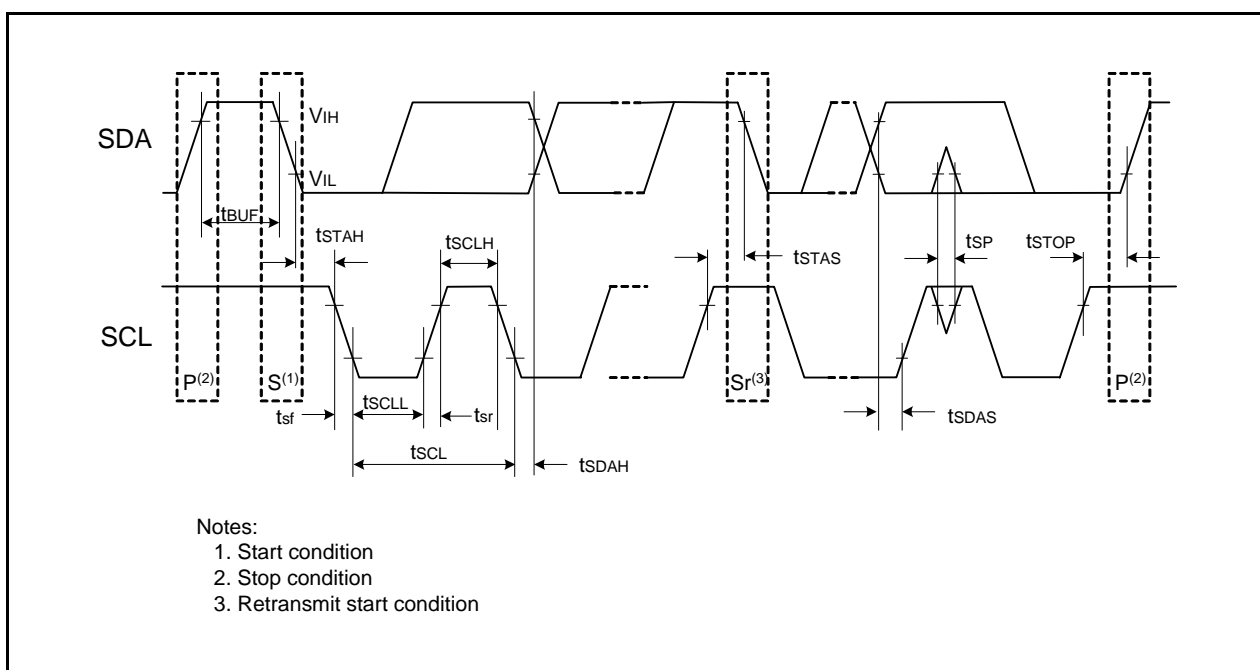 SDA
VIH
VIL
tBUF
tSTAH
tSCLH
tSTAS
tSP
tSTOP
SCL
P(2)
S(1)
Sr(3)
P(2)
tsf
tSCLL
tsr
tSDAS
tSCL
tSDAH
Notes:
1. Start condition
2. Stop condition
3. Retransmit start condition